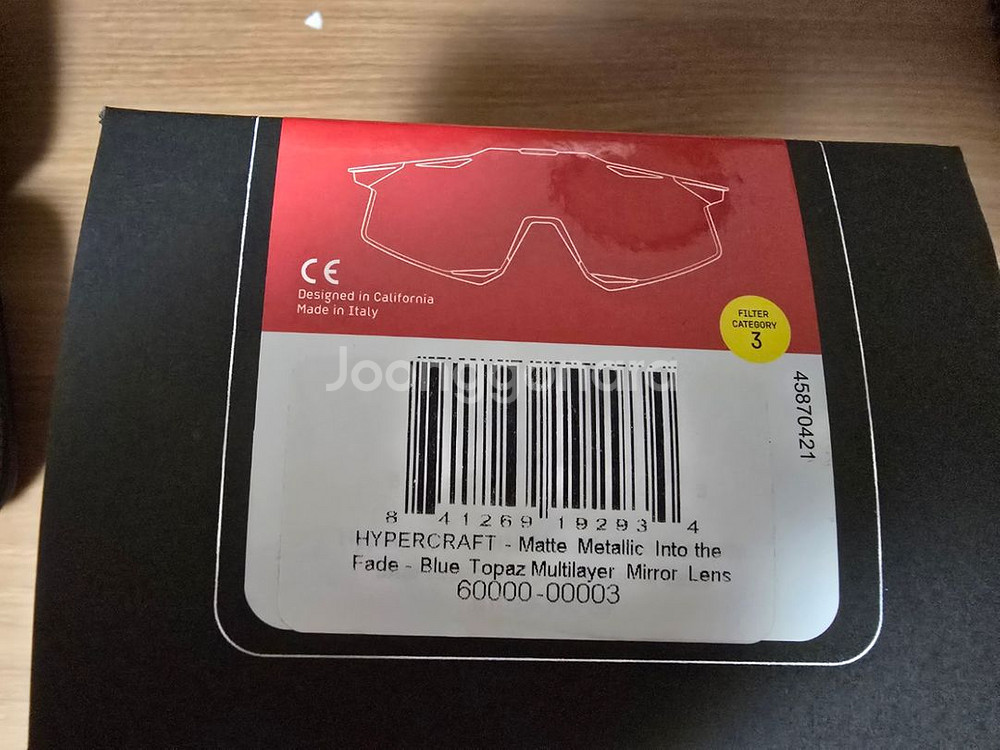 CE
Designed in California
Made in Italy
FILTER
CATEGORY
3
Joonggonara
45870421
8 41269 19293 4
HYPERCRAFT - Matte Metallic Into the
Fade - Blue Topaz Multilayer Mirror Lens
60000-00003